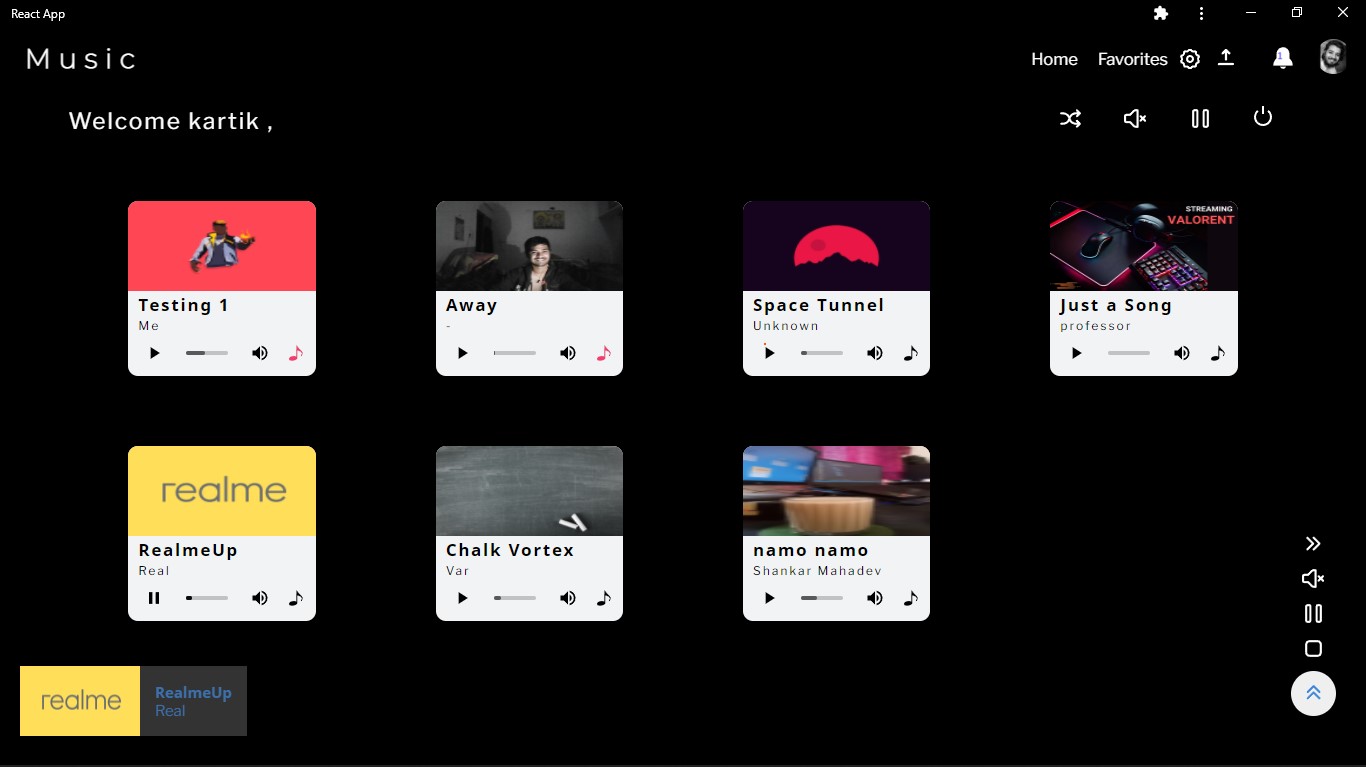 React App
Music
Home Favorites
1
Welcome kartik ,
STREAMING
VALORENT
Testing 1
Me
Away
-
Space Tunnel
Unknown
Just a Song
professor
realme
RealmeUp
Real
Chalk Vortex
Var
namo namo
Shankar Mahadev
realme
RealmeUp
Real